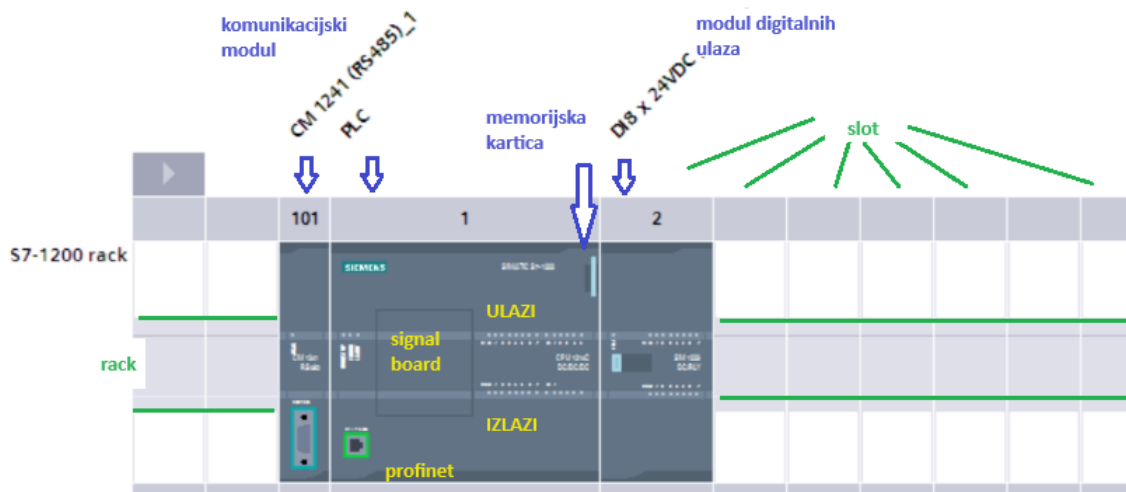 komunikacijski
modul
modul digitalnih
ulaza
CM 1241 (RS485)_1
PLC
memorijska
kartica
DI8 x 24VDC
slot
101
1
2
S7-1200 rack
SIEMENS
ULAZI
signal
board
rack
IZLAZI
profinet